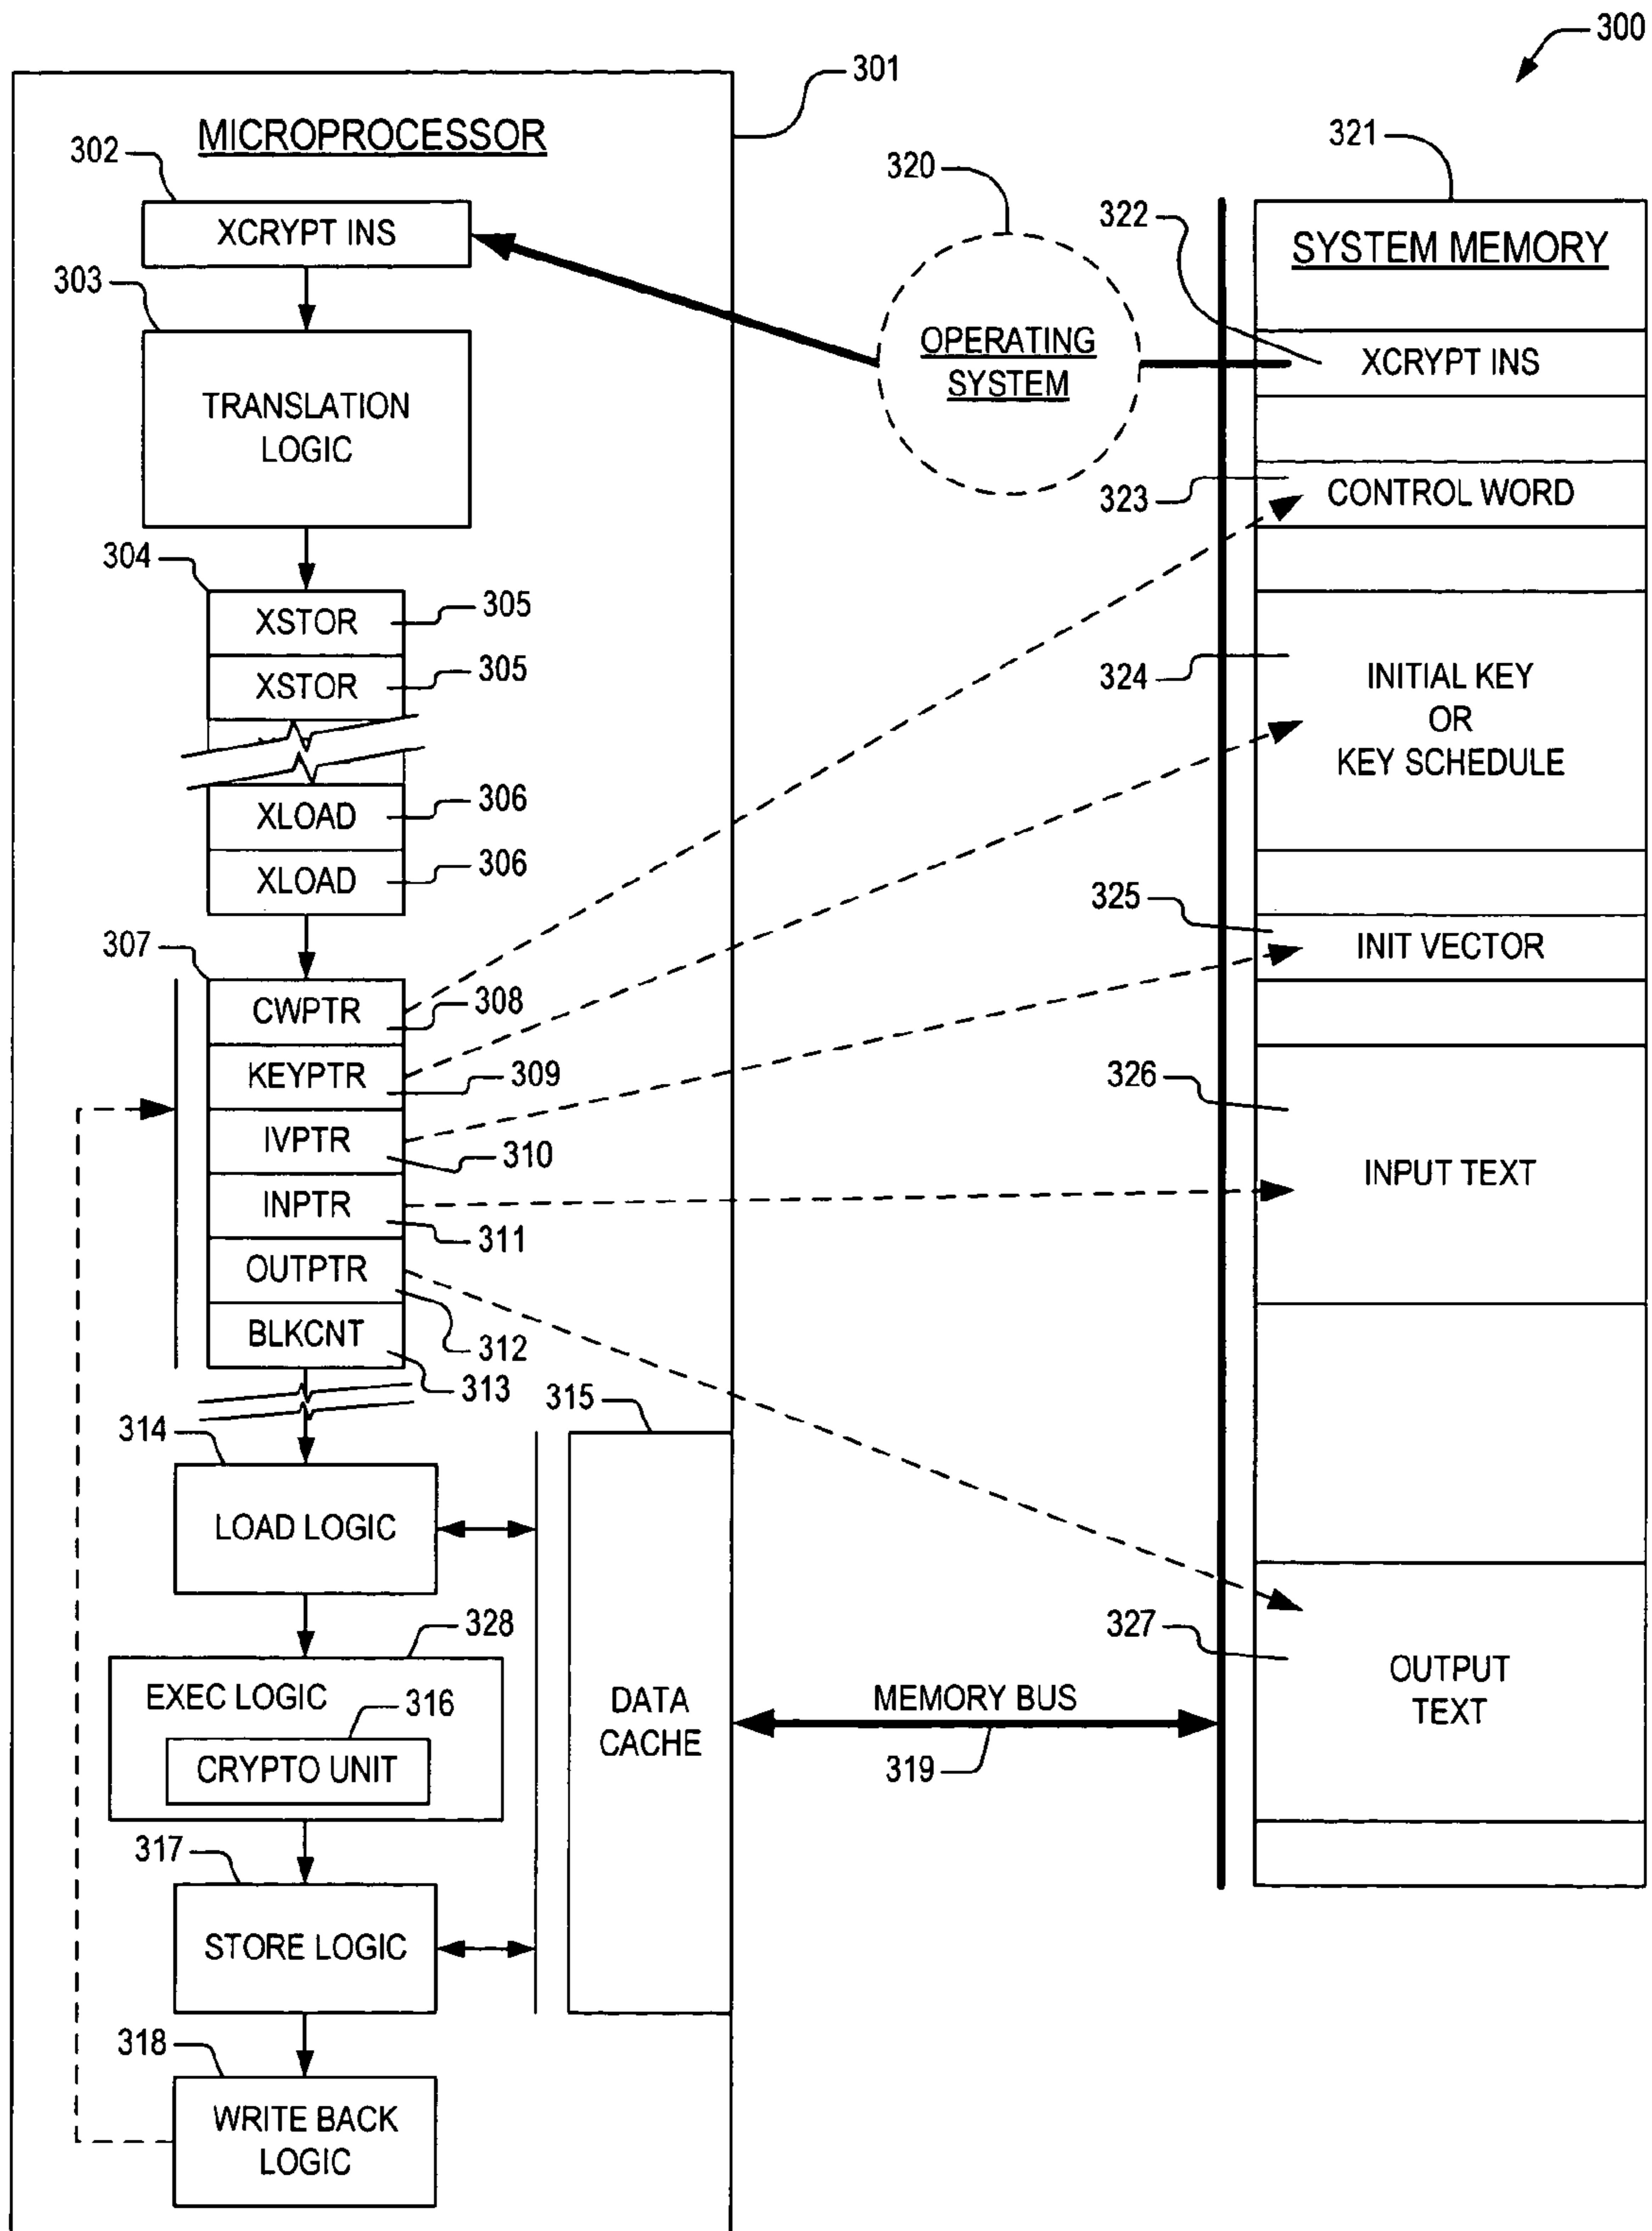 300
301
MICROPROCESSOR
302
XCRYPT INS
303
TRANSLATION
LOGIC
304
XSTOR
305
XSTOR
305
XLOAD
306
XLOAD
306
307
CWPTR
308
KEYPTR
309
IVPTR
310
INPTR
311
OUTPTR
312
BLKCNT
313
314
LOAD LOGIC
315
DATA
CACHE
328
EXEC LOGIC
316
CRYPTO UNIT
317
STORE LOGIC
318
WRITE BACK
LOGIC
320
OPERATING
SYSTEM
MEMORY BUS
319
321
SYSTEM MEMORY
322
XCRYPT INS
323
CONTROL WORD
324
INITIAL KEY
OR
KEY SCHEDULE
325
INIT VECTOR
326
INPUT TEXT
327
OUTPUT
TEXT